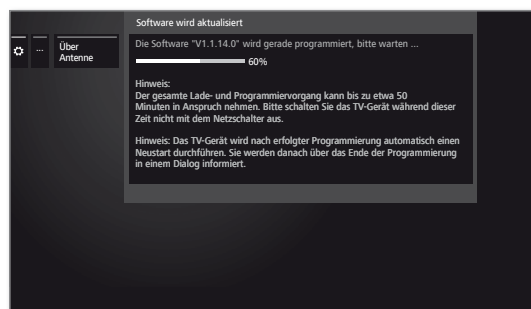 Software wird aktualisiert
...
Über
Antenne
Die Software "V1.1.14.0" wird gerade programmiert, bitte warten ...
60%
Hinweis:
Der gesamte Lade- und Programmiervorgang kann bis zu etwa 50
Minuten in Anspruch nehmen. Bitte schalten Sie das TV-Gerät während dieser
Zeit nicht mit dem Netzschalter aus.
Hinweis: Das TV-Gerät wird nach erfolgter Programmierung automatisch einen
Neustart durchführen. Sie werden danach über das Ende der Programmierung
in einem Dialog informiert.